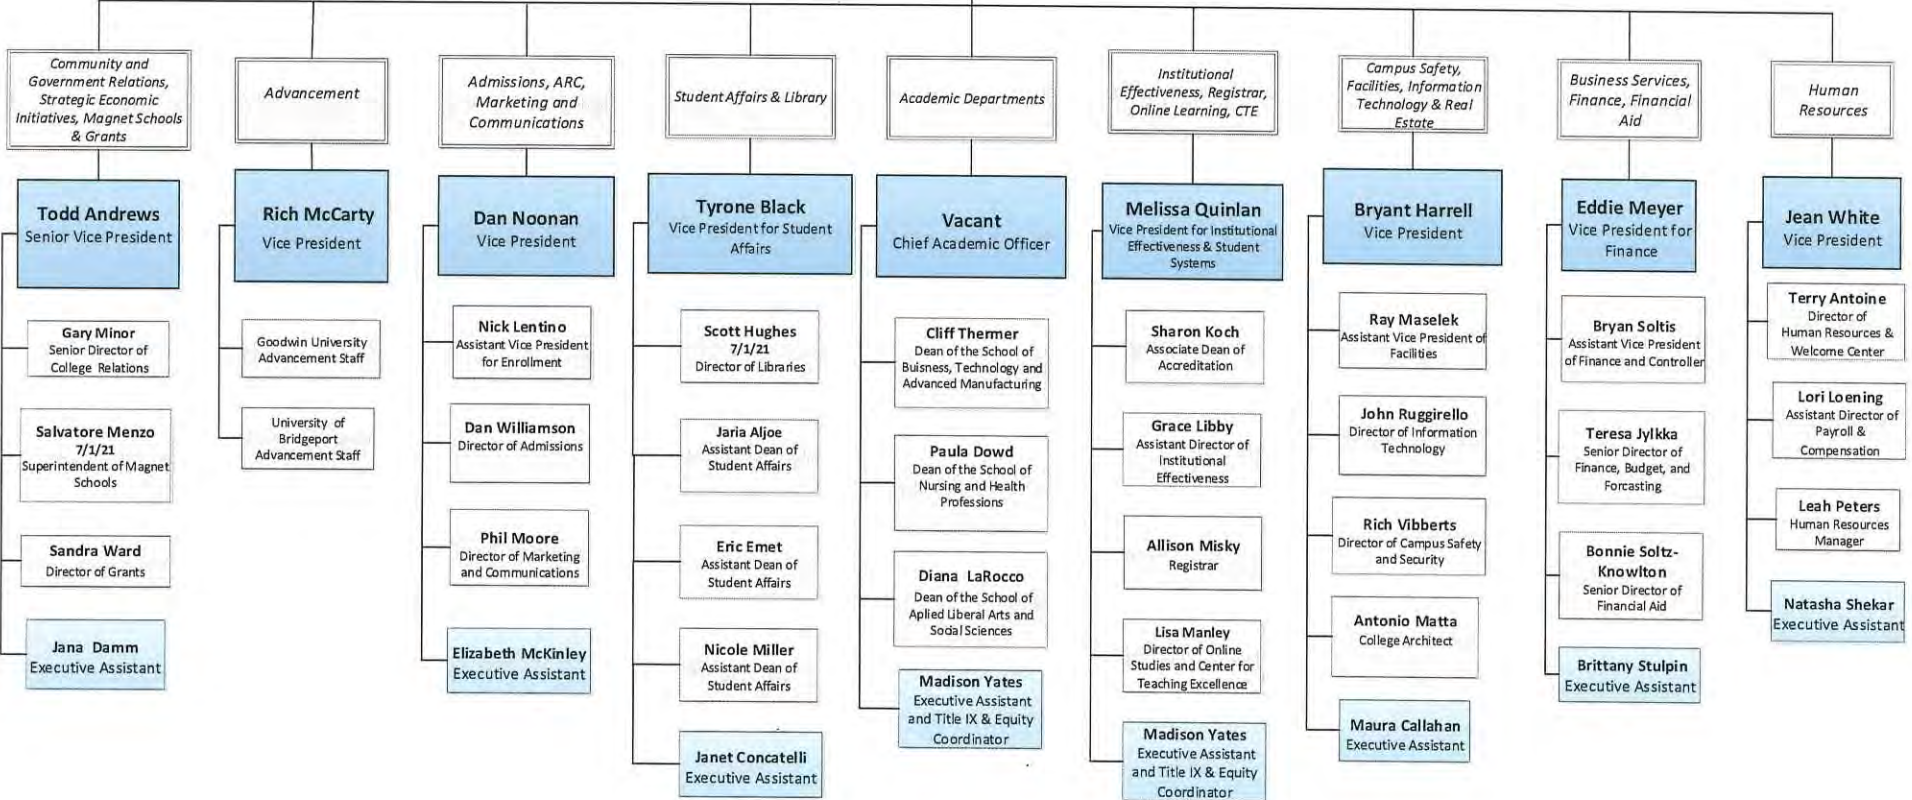 Community and
Government Relations,
Strategic Economic
Initiatives, Magnet Schools
& Grants
Todd Andrews
Senior Vice President
Gary Minor
Senior Director of
College Relations
Salvatore Menzo
7/1/21
Superintendent of Magnet
Schools
Sandra Ward
Director of Grants
Jana Damm
Executive Assistant
Advancement
Rich McCarty
Vice President
Goodwin University
Advancement Staff
University of
Bridgeport
Advancement Staff
Admissions, ARC,
Marketing and
Communications
Dan Noonan
Vice President
Nick Lentino
Assistant Vice President
for Enrollment
Dan Williamson
Director of Admissions
Phil Moore
Director of Marketing
and Communications
Elizabeth McKinley
Executive Assistant
Student Affairs & Library
Tyrone Black
Vice President for Student
Affairs
Scott Hughes
7/1/21
Director of Libraries
Jaria Aljoe
Assistant Dean of
Student Affairs
Eric Emet
Assistant Dean of
Student Affairs
Nicole Miller
Assistant Dean of
Student Affairs
Janet Concatelli
Executive Assistant
Academic Departments
Vacant
Chief Academic Officer
Cliff Thermer
Dean of the School of
Buisness, Technology and
Advanced Manufacturing
Paula Dowd
Dean of the School of
Nursing and Health
Professions
Diana LaRocco
Dean of the School of
Aplied Liberal Arts and
Social Sciences
Madison Yates
Executive Assistant
and Title IX & Equity
Coordinator
Institutional
Effectiveness, Registrar,
Online Learning, CTE
Melissa Quinlan
Vice President for Institutional
Effectiveness & Student
Systems
Sharon Koch
Associate Dean of
Accreditation
Grace Libby
Assistant Director of
Institutional
Effectiveness
Allison Misky
Registrar
Lisa Manley
Director of Online
Studies and Center for
Teaching Excellence
Madison Yates
Executive Assistant
and Title IX & Equity
Coordinator
Campus Safety,
Facilities, Information
Technology & Real
Estate
Bryant Harrell
Vice President
Ray Maselek
Assistant Vice President of
Facilities
John Ruggirello
Director of Information
Technology
Rich Vibberts
Director of Campus Safety
and Security
Antonio Matta
College Architect
Maura Callahan
Executive Assistant
Business Services,
Finance, Financial
Aid
Eddie Meyer
Vice President for
Finance
Bryan Soltis
Assistant Vice President
of Finance and Controller
Teresa Jylkka
Senior Director of
Finance, Budget, and
Forcasting
Bonnie Soltz-
Knowlton
Senior Director of
Financial Aid
Brittany Stulpin
Executive Assistant
Human
Resources
Jean White
Vice President
Terry Antoine
Director of
Human Resources &
Welcome Center
Lori Loening
Assistant Director of
Payroll &
Compensation
Leah Peters
Human Resources
Manager
Natasha Shekar
Executive Assistant